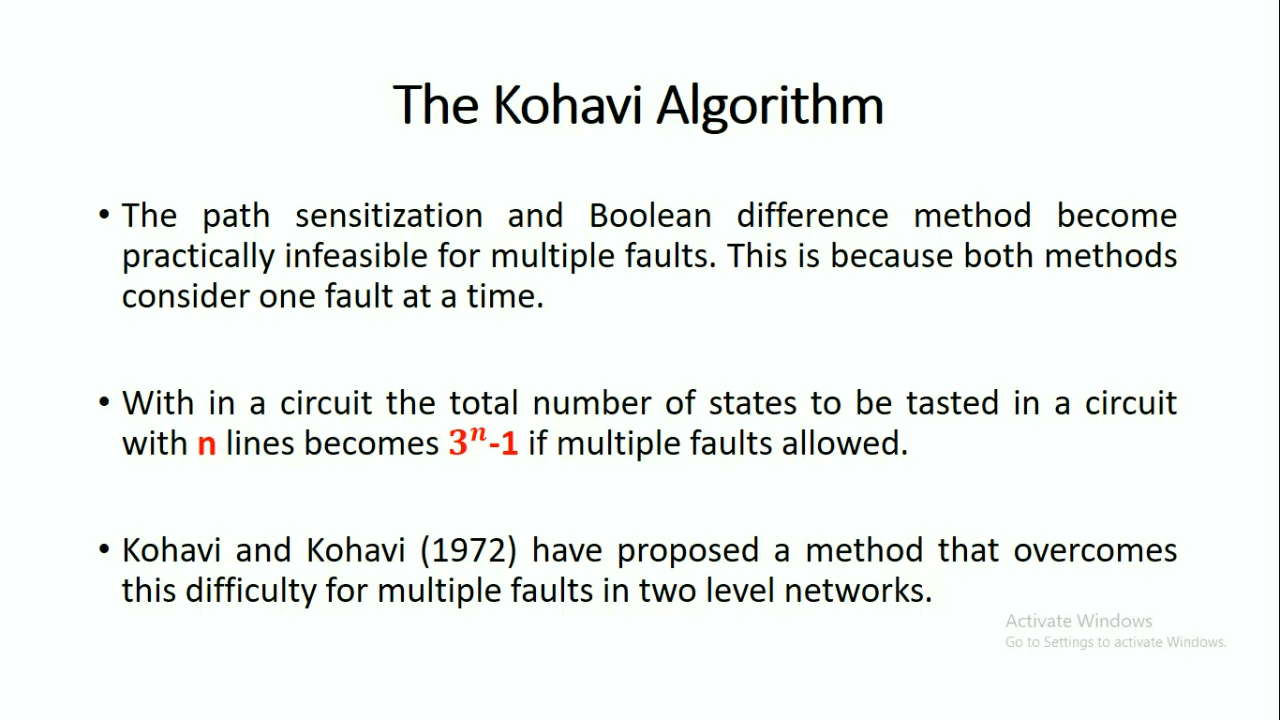 The Kohavi Algorithm
• The path sensitization and Boolean difference method become
practically infeasible for multiple faults. This is because both methods
consider one fault at a time.
• With in a circuit the total number of states to be tasted in a circuit
with n lines becomes 3ⁿ-1 if multiple faults allowed.
• Kohavi and Kohavi (1972) have proposed a method that overcomes
this difficulty for multiple faults in two level networks.
Activate Windows
Go to Settings to activate Windows.